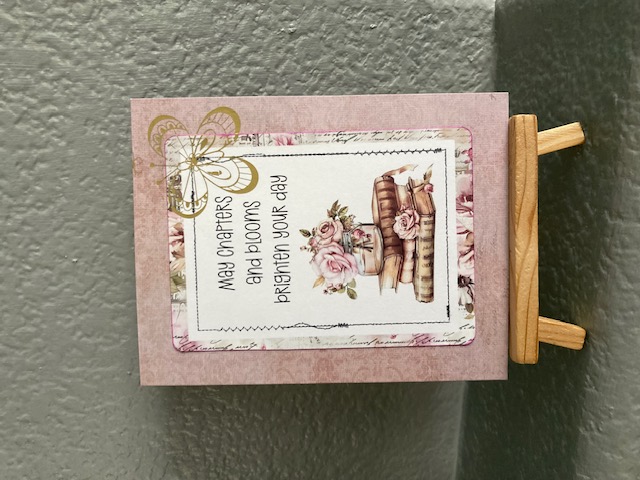 May Chapters
and blooms
brighten your day